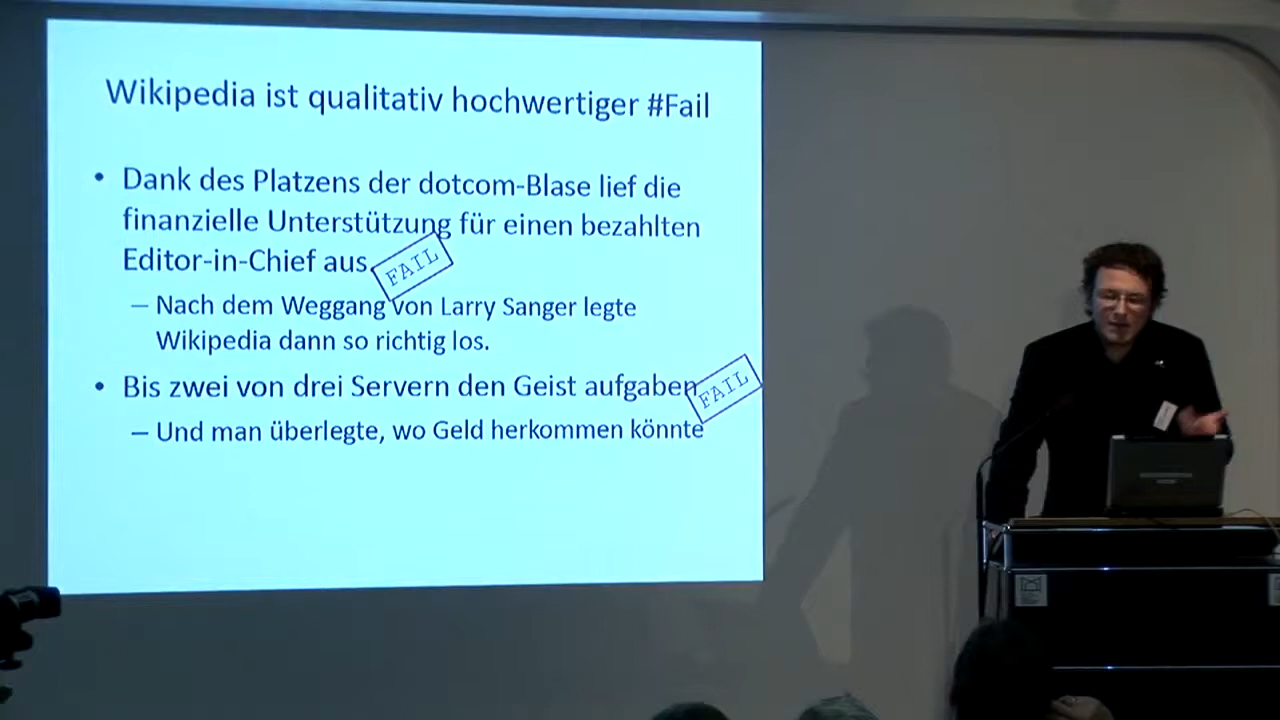 Wikipedia ist qualitativ hochwertiger #Fail
• Dank des Platzens der dotcom-Blase lief die
finanzielle Unterstützung für einen bezahlten
Editor-in-Chief aus
FAIL
– Nach dem Weggang von Larry Sanger legte
Wikipedia dann so richtig los.
• Bis zwei von drei Servern den Geist aufgaben
FAIL
– Und man überlegte, wo Geld herkommen könnte